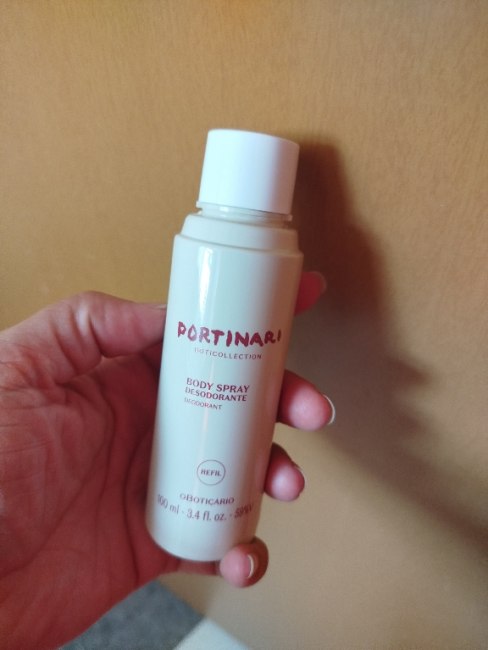 PORTINARI
BOTICOLLECTION
BODY SPRAY
DESODORANTE
DEODORANT
REFIL
OBOTICÁRIO
100 ml - 3.4 fl. oz. -